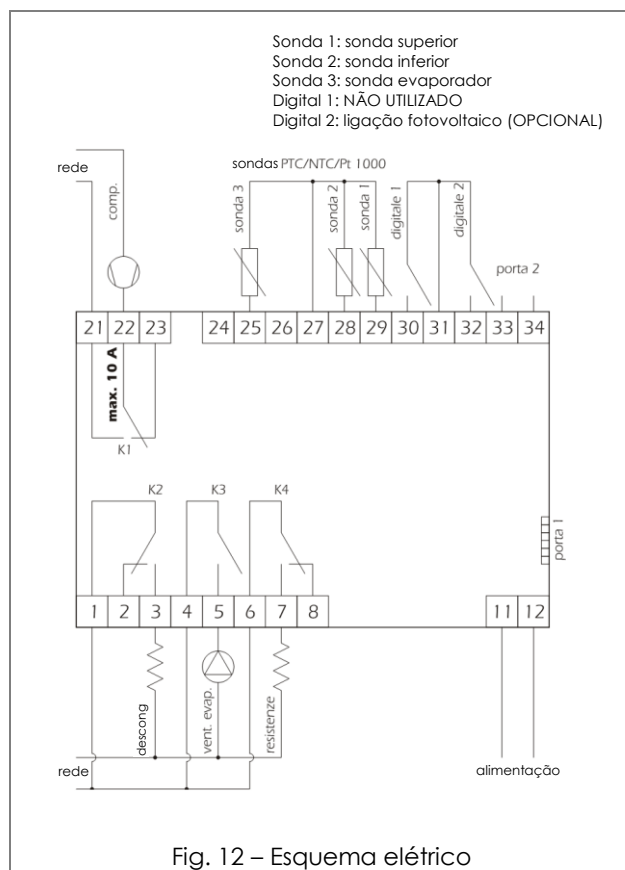 Sonda 1: sonda superior
Sonda 2: sonda inferior
Sonda 3: sonda evaporador
Digital 1: NÃO UTILIZADO
Digital 2: ligação fotovoltaico (OPCIONAL)
rede
comp.
sondas PTC/NTC/Pt 1000
sonda 3
sonda 2
sonda 1
digitale 1
digitale 2
porta 2
21 22 23 24 25 26 27 28 29 30 31 32 33 34
max. 10 A
K1
K2 K3 K4
porta 1
1 2 3 4 5 6 7 8 11 12
descong
vent. evap.
resistenze
rede
alimentação
Fig. 12 – Esquema elétrico